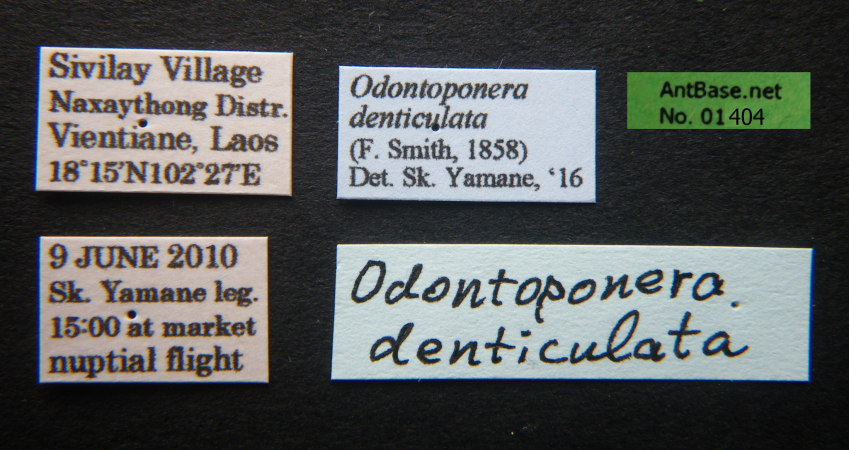 Sivilay Village
Naxaythong Distr.
Vientiane, Laos
18°15'N102°27'E
Odontoponera
denticulata
(F. Smith, 1858)
Det. Sk. Yamane, '16
AntBase.net
No. 01404
9 JUNE 2010
Sk. Yamane leg.
15:00 at market
nuptial flight
Odontoponera.
denticulata